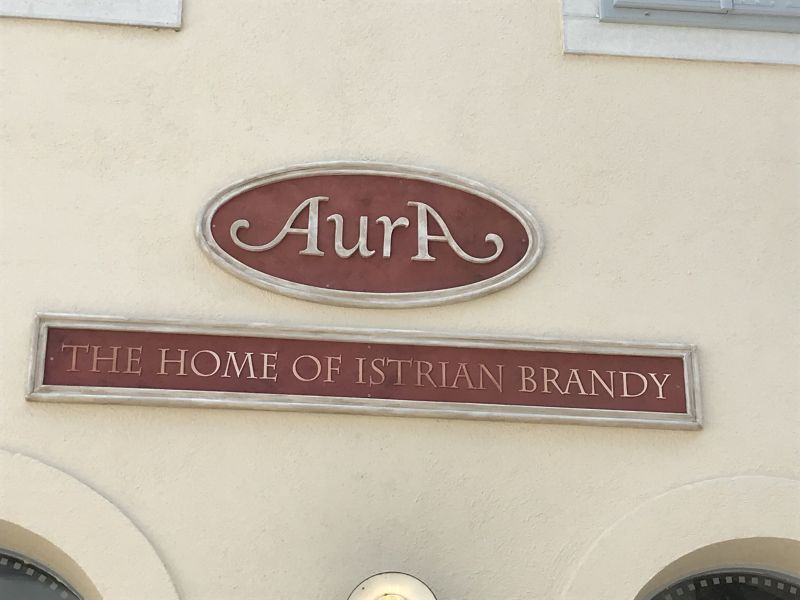 AurA
THE HOME OF ISTRIAN BRANDY